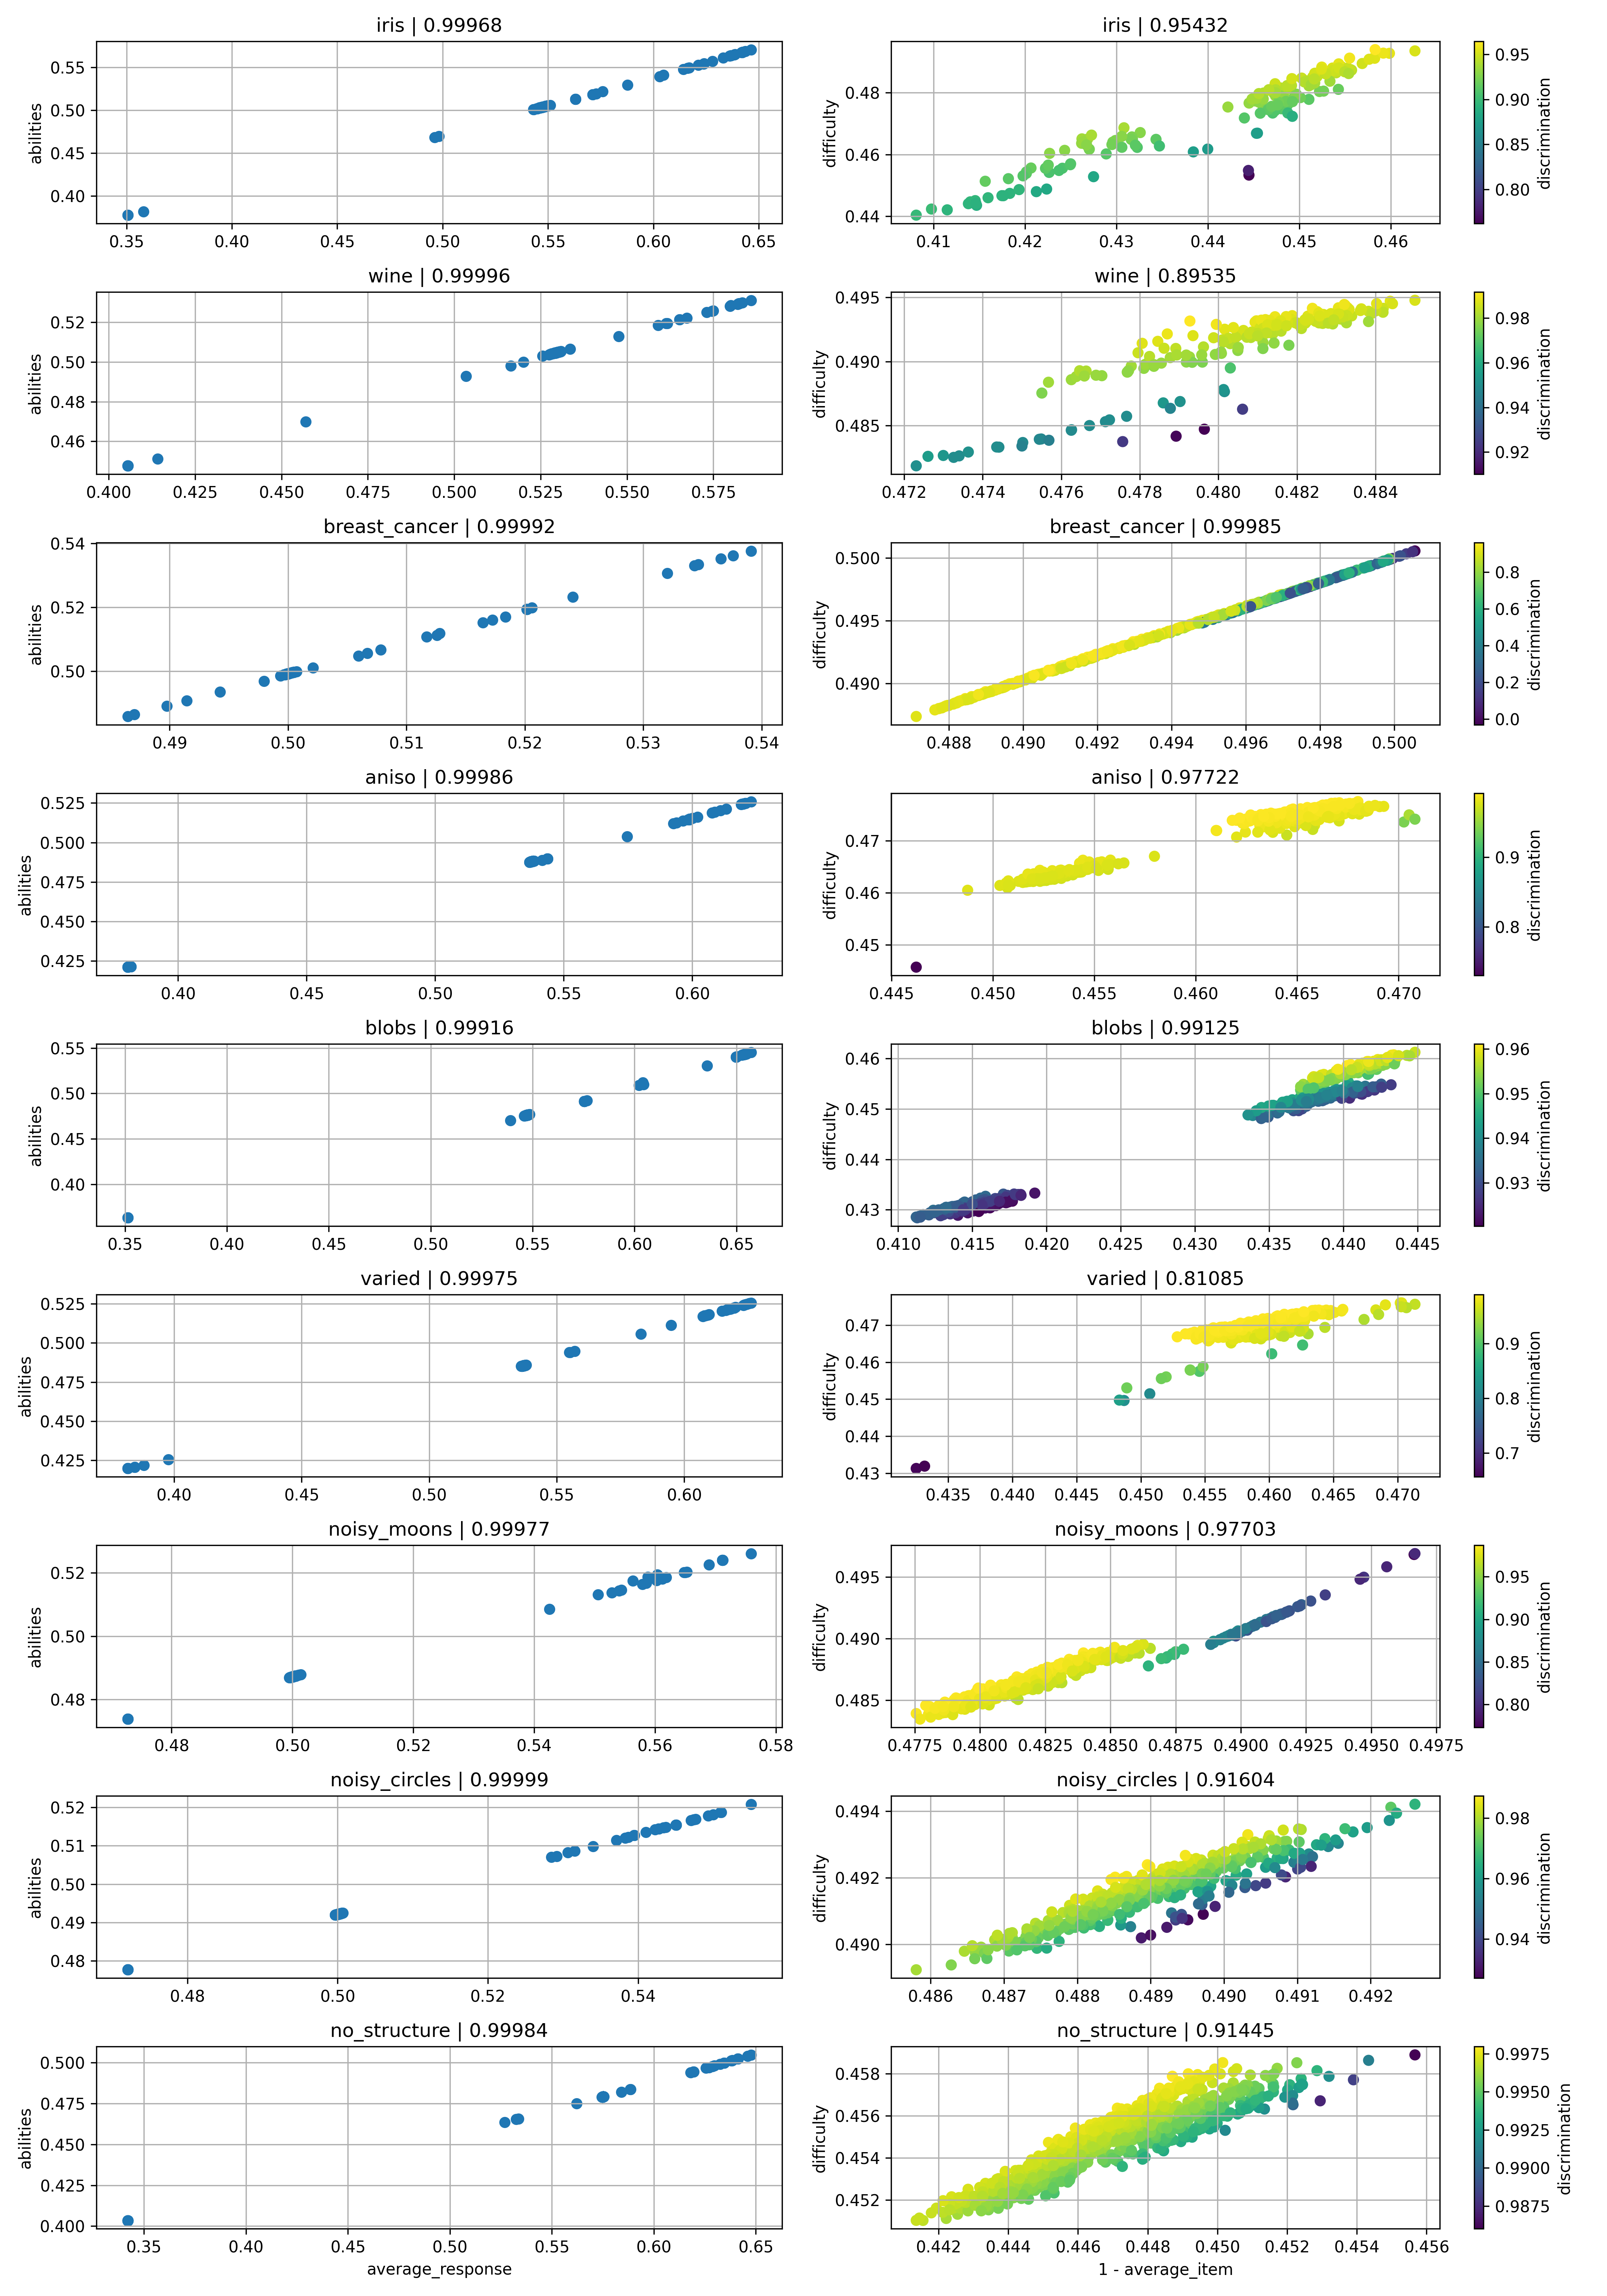 iris | 0.99968
abilities
0.55
0.50
0.45
0.40
0.35 0.40 0.45 0.50 0.55 0.60 0.65
iris | 0.95432
difficulty
0.48
0.46
0.44
0.41 0.42 0.43 0.44 0.45 0.46
0.95
0.90
0.85
0.80
discrimination
wine | 0.99996
abilities
0.52
0.50
0.48
0.46
0.400 0.425 0.450 0.475 0.500 0.525 0.550 0.575
wine | 0.89535
difficulty
0.495
0.490
0.485
0.472 0.474 0.476 0.478 0.480 0.482 0.484
0.98
0.96
0.94
0.92
discrimination
breast_cancer | 0.99992
abilities
0.54
0.52
0.50
0.49 0.50 0.51 0.52 0.53 0.54
breast_cancer | 0.99985
difficulty
0.500
0.495
0.490
0.488 0.490 0.492 0.494 0.496 0.498 0.500
0.8
0.6
0.4
0.2
0.0
discrimination
aniso | 0.99986
abilities
0.525
0.500
0.475
0.450
0.425
0.40 0.45 0.50 0.55 0.60
aniso | 0.97722
difficulty
0.47
0.46
0.45
0.445 0.450 0.455 0.460 0.465 0.470
0.9
0.8
discrimination
blobs | 0.99916
abilities
0.55
0.50
0.45
0.40
0.35 0.40 0.45 0.50 0.55 0.60 0.65
blobs | 0.99125
difficulty
0.46
0.45
0.44
0.43
0.410 0.415 0.420 0.425 0.430 0.435 0.440 0.445
0.96
0.95
0.94
0.93
discrimination
varied | 0.99975
abilities
0.525
0.500
0.475
0.450
0.425
0.40 0.45 0.50 0.55 0.60
varied | 0.81085
difficulty
0.47
0.46
0.45
0.44
0.43
0.435 0.440 0.445 0.450 0.455 0.460 0.465 0.470
0.9
0.8
0.7
discrimination
noisy_moons | 0.99977
abilities
0.52
0.50
0.48
0.48 0.50 0.52 0.54 0.56 0.58
noisy_moons | 0.97703
difficulty
0.495
0.490
0.485
0.4775 0.4800 0.4825 0.4850 0.4875 0.4900 0.4925 0.4950 0.4975
0.95
0.90
0.85
0.80
discrimination
noisy_circles | 0.99999
abilities
0.52
0.51
0.50
0.49
0.48
0.48 0.50 0.52 0.54
noisy_circles | 0.91604
difficulty
0.494
0.492
0.490
0.486 0.487 0.488 0.489 0.490 0.491 0.492
0.98
0.96
0.94
discrimination
no_structure | 0.99984
abilities
0.500
0.475
0.450
0.425
0.400
0.35 0.40 0.45 0.50 0.55 0.60 0.65
average_response
no_structure | 0.91445
difficulty
0.458
0.456
0.454
0.452
0.442 0.444 0.446 0.448 0.450 0.452 0.454 0.456
1 - average_item
0.9975
0.9950
0.9925
0.9900
0.9875
discrimination